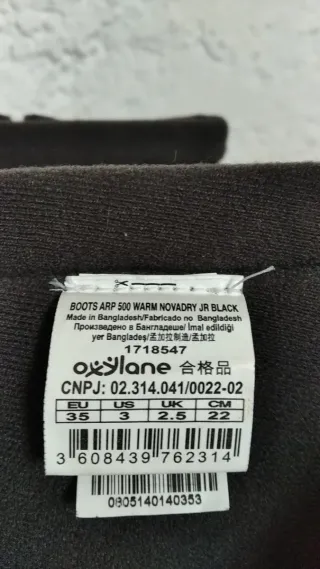 BOOTS ARP 500 WARM NOVADRY JR BLACK
Made in Bangladesh/Fabricado no Bangladesh
Произведено в Бангладеше/ İmal edildiği
yer Bangladeş/孟加拉制造/孟加拉
1718547
oxylane 合格品
CNPJ: 02.314.041/0022-02
EU US UK CM
35 3 2.5 22
3 608439 762314
0805140140353